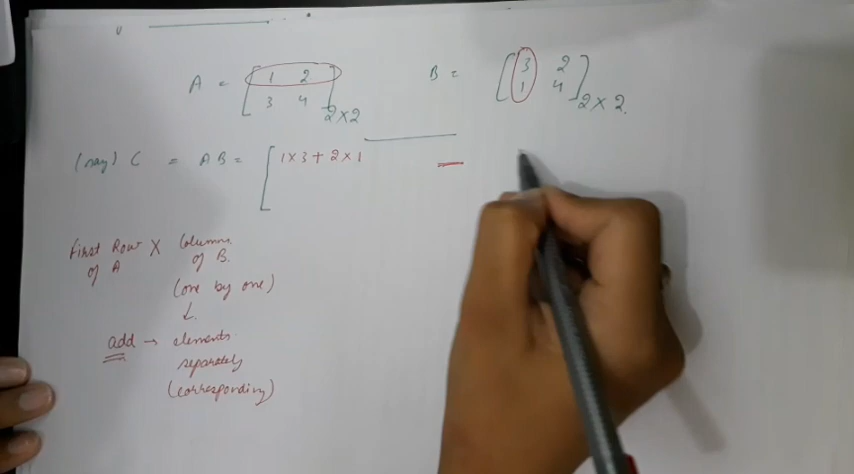 A = [ 1 2 B = [ 3 2
3 4 ] 2×2 1 4 ] 2×2.
(say) C = AB = [ 1×3 + 2×1
First Row × Columns
of A of B.
(one by one)
↓
add → elements
separately
(corresponding)